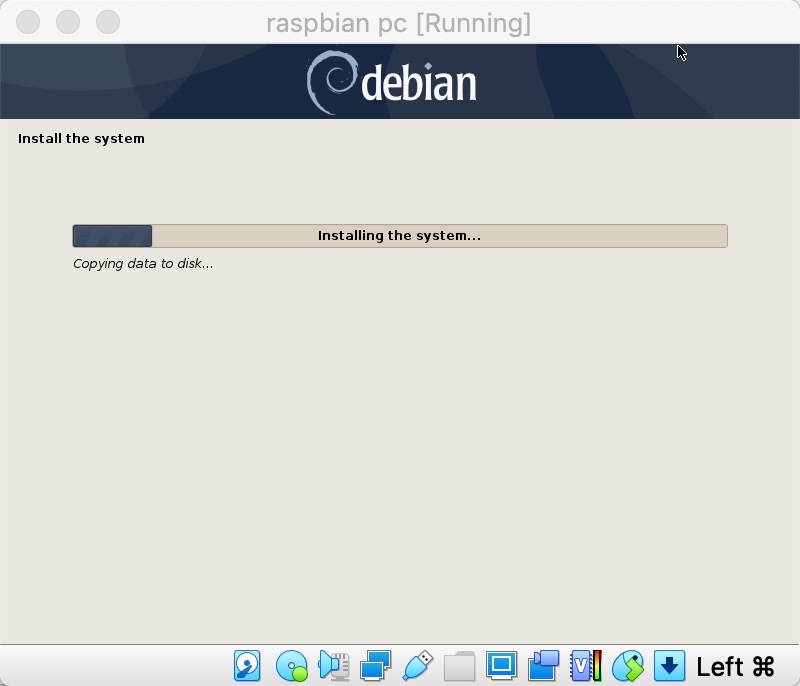 raspbian pc [Running]
debian
Install the system
Installing the system...
Copying data to disk...
V
Left ⌘